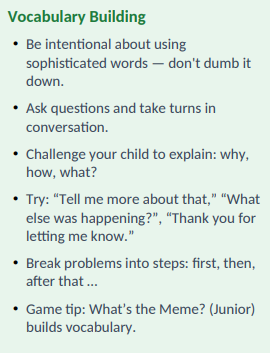 Vocabulary Building
• Be intentional about using
sophisticated words — don't dumb it
down.
• Ask questions and take turns in
conversation.
• Challenge your child to explain: why,
how, what?
• Try: “Tell me more about that,” “What
else was happening?”, “Thank you for
letting me know.”
• Break problems into steps: first, then,
after that ...
• Game tip: What’s the Meme? (Junior)
builds vocabulary.